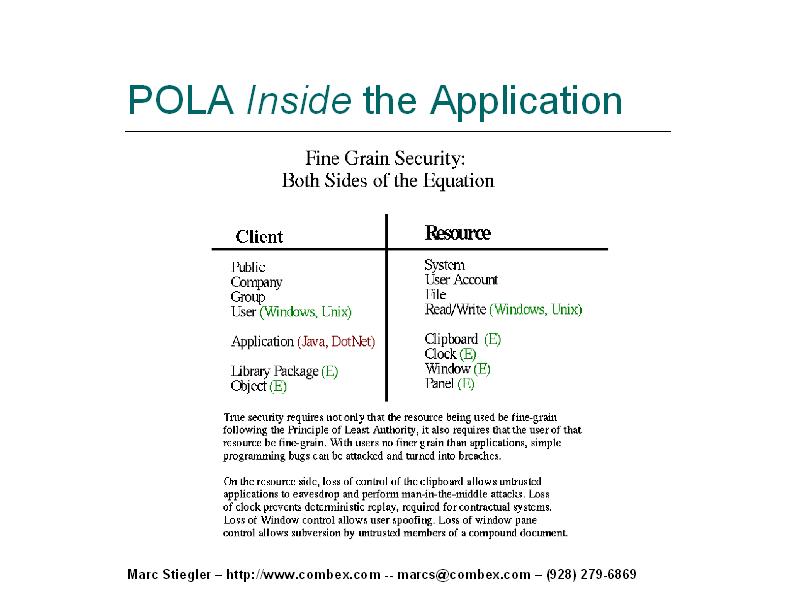 POLA Inside the Application
Fine Grain Security:
Both Sides of the Equation
Client
Resource
Public
Company
Group
User (Windows, Unix)
Application (Java, DotNet)
Library Package (E)
Object (E)
System
User Account
File
Read/Write (Windows, Unix)
Clipboard (E)
Clock (E)
Window (E)
Panel (E)
True security requires not only that the resource being used be fine-grain
following the Principle of Least Authority, it also requires that the user of that
resource be fine-grain. With users no finer grain than applications, simple
programming bugs can be attacked and turned into breaches.
On the resource side, loss of control of the clipboard allows untrusted
applications to eavesdrop and perform man-in-the-middle attacks. Loss
of clock prevents deterministic replay, required for contractual systems.
Loss of Window control allows user spoofing. Loss of window pane
control allows subversion by untrusted members of a compound document.
Marc Stiegler – http://www.combex.com -- marcs@combex.com – (928) 279-6869